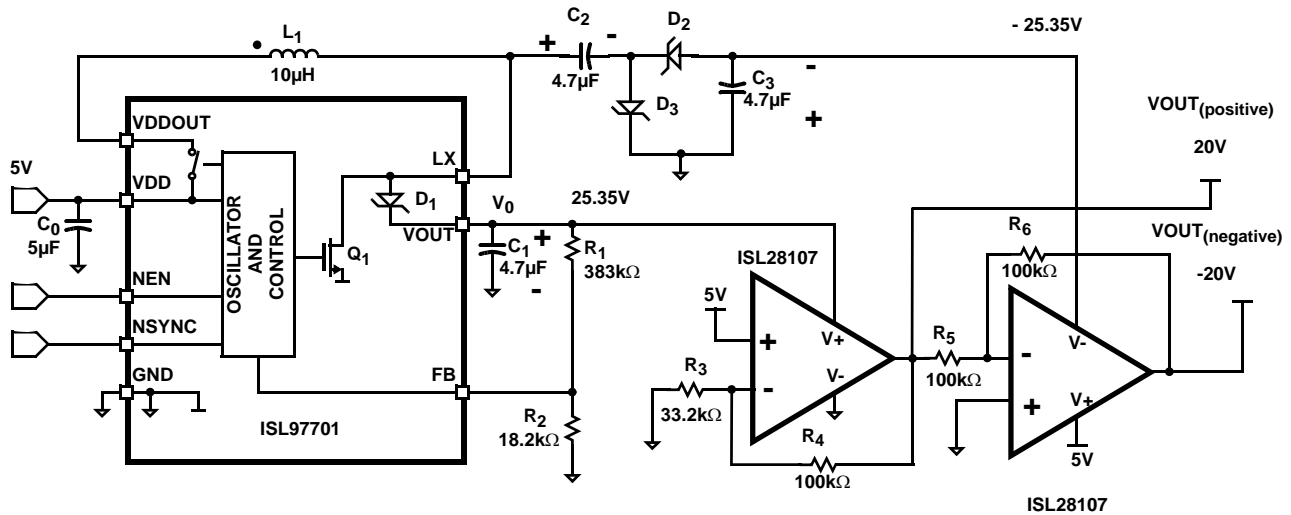 L1
10µH
C2
+
-
4.7µF
D2
D3
C3
4.7µF
-
+
- 25.35V
VOUT(positive)
20V
VOUT(negative)
-20V
VDDOUT
5V
VDD
C0
5µF
NEN
NSYNC
GND
OSCILLATOR
AND
CONTROL
Q1
D1
LX
VOUT
FB
ISL97701
V0
25.35V
C1
4.7µF
+
-
R1
383kΩ
R2
18.2kΩ
ISL28107
5V
+
-
V+
V-
R3
33.2kΩ
R4
100kΩ
R5
100kΩ
R6
100kΩ
-
+
V-
V+
5V
ISL28107